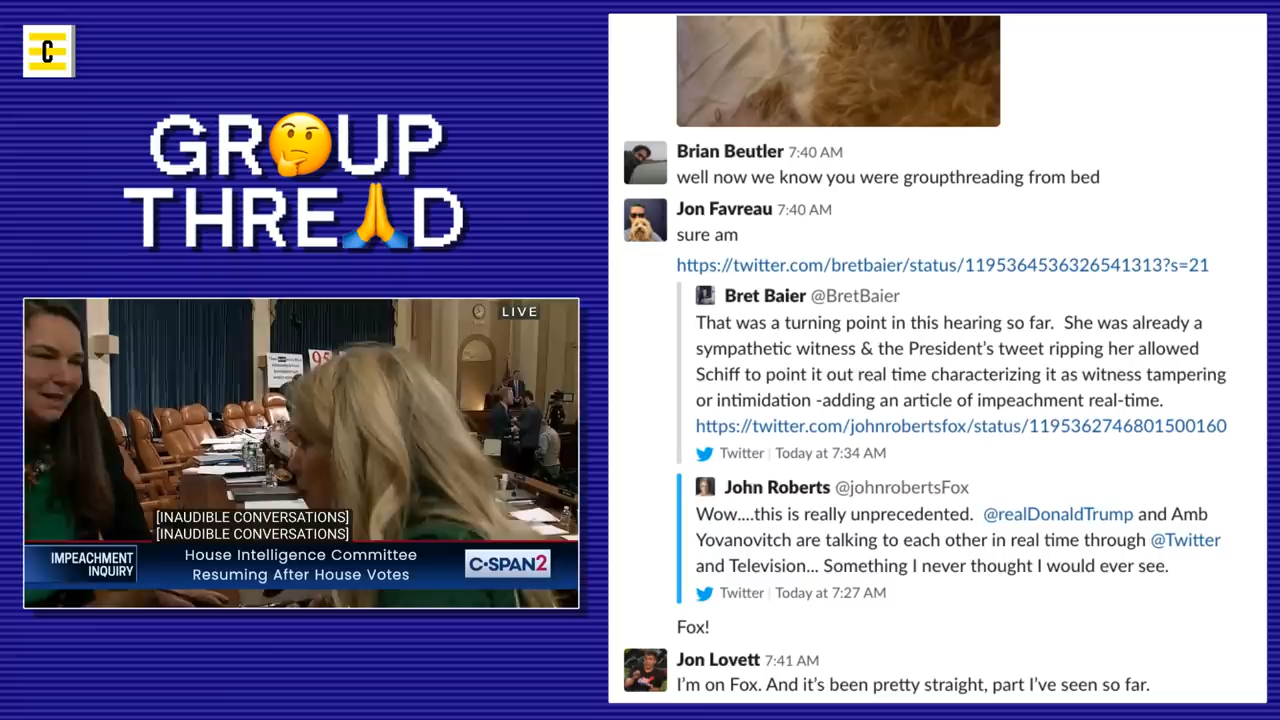 C
GR🤔UP
THRE🙏D
LIVE
95
[INAUDIBLE CONVERSATIONS]
[INAUDIBLE CONVERSATIONS]
IMPEACHMENT
INQUIRY
House Intelligence Committee
Resuming After House Votes
C-SPAN2
Brian Beutler 7:40 AM
well now we know you were groupthreading from bed
Jon Favreau 7:40 AM
sure am
https://twitter.com/bretbaier/status/1195364536326541313?s=21
Bret Baier @BretBaier
That was a turning point in this hearing so far.  She was already a
sympathetic witness & the President's tweet ripping her allowed
Schiff to point it out real time characterizing it as witness tampering
or intimidation -adding an article of impeachment real-time.
https://twitter.com/johnrobertsfox/status/1195362746801500160
Twitter | Today at 7:34 AM
John Roberts @johnrobertsFox
Wow....this is really unprecedented.  @realDonaldTrump and Amb
Yovanovitch are talking to each other in real time through @Twitter
and Television... Something I never thought I would ever see.
Twitter | Today at 7:27 AM
Fox!
Jon Lovett 7:41 AM
I'm on Fox. And it's been pretty straight, part I've seen so far.